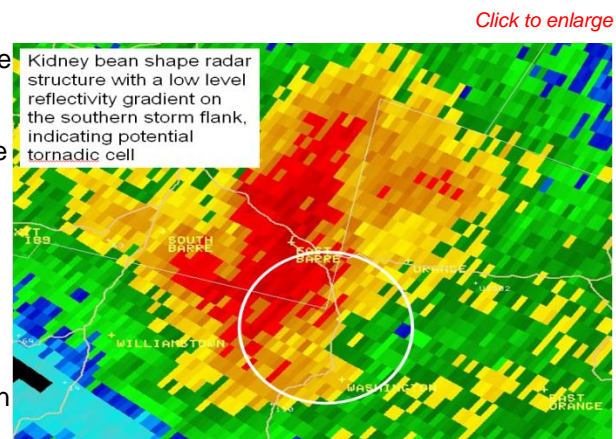 Click to enlarge
e
Kidney bean shape radar
structure with a low level
reflectivity gradient on
the southern storm flank,
indicating potential
tornadic cell
e
I89
SOUTH
BARRE
EAST
BARRE
ORANGE
WILLIAMSTOWN
WASHINGTON
EAST
ORANGE
n